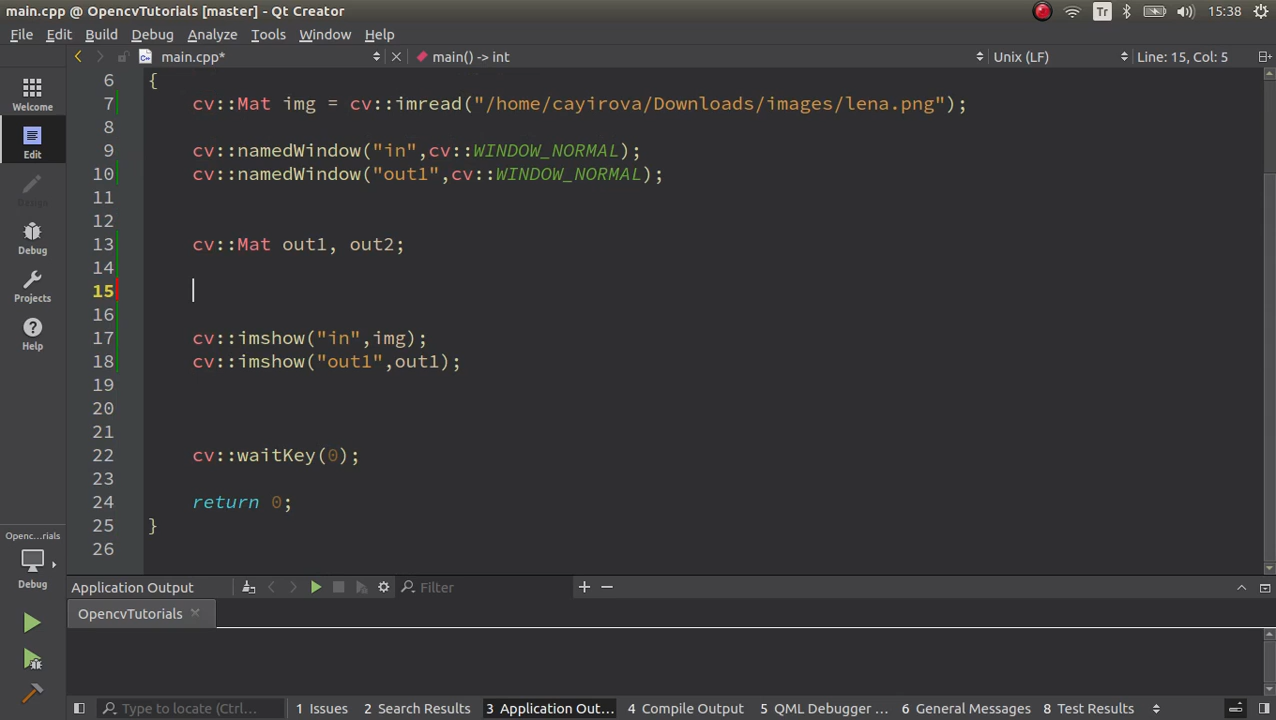 main.cpp @ OpencvTutorials [master] - Qt Creator
Tr 15:38
File Edit Build Debug Analyze Tools Window Help
main.cpp* main() -> int Unix (LF) Line: 15, Col: 5
Welcome
Edit
Design
Debug
Projects
Help
Openc...rials
Debug
6 {
7 cv::Mat img = cv::imread("/home/cayirova/Downloads/images/lena.png");
8
9 cv::namedWindow("in",cv::WINDOW_NORMAL);
10 cv::namedWindow("out1",cv::WINDOW_NORMAL);
11
12
13 cv::Mat out1, out2;
14
15
16
17 cv::imshow("in",img);
18 cv::imshow("out1",out1);
19
20
21
22 cv::waitKey(0);
23
24 return 0;
25 }
26
Application Output Filter
OpencvTutorials
Type to locate (Ctrl... 1 Issues 2 Search Results 3 Application Out... 4 Compile Output 5 QML Debugger ... 6 General Messages 8 Test Results